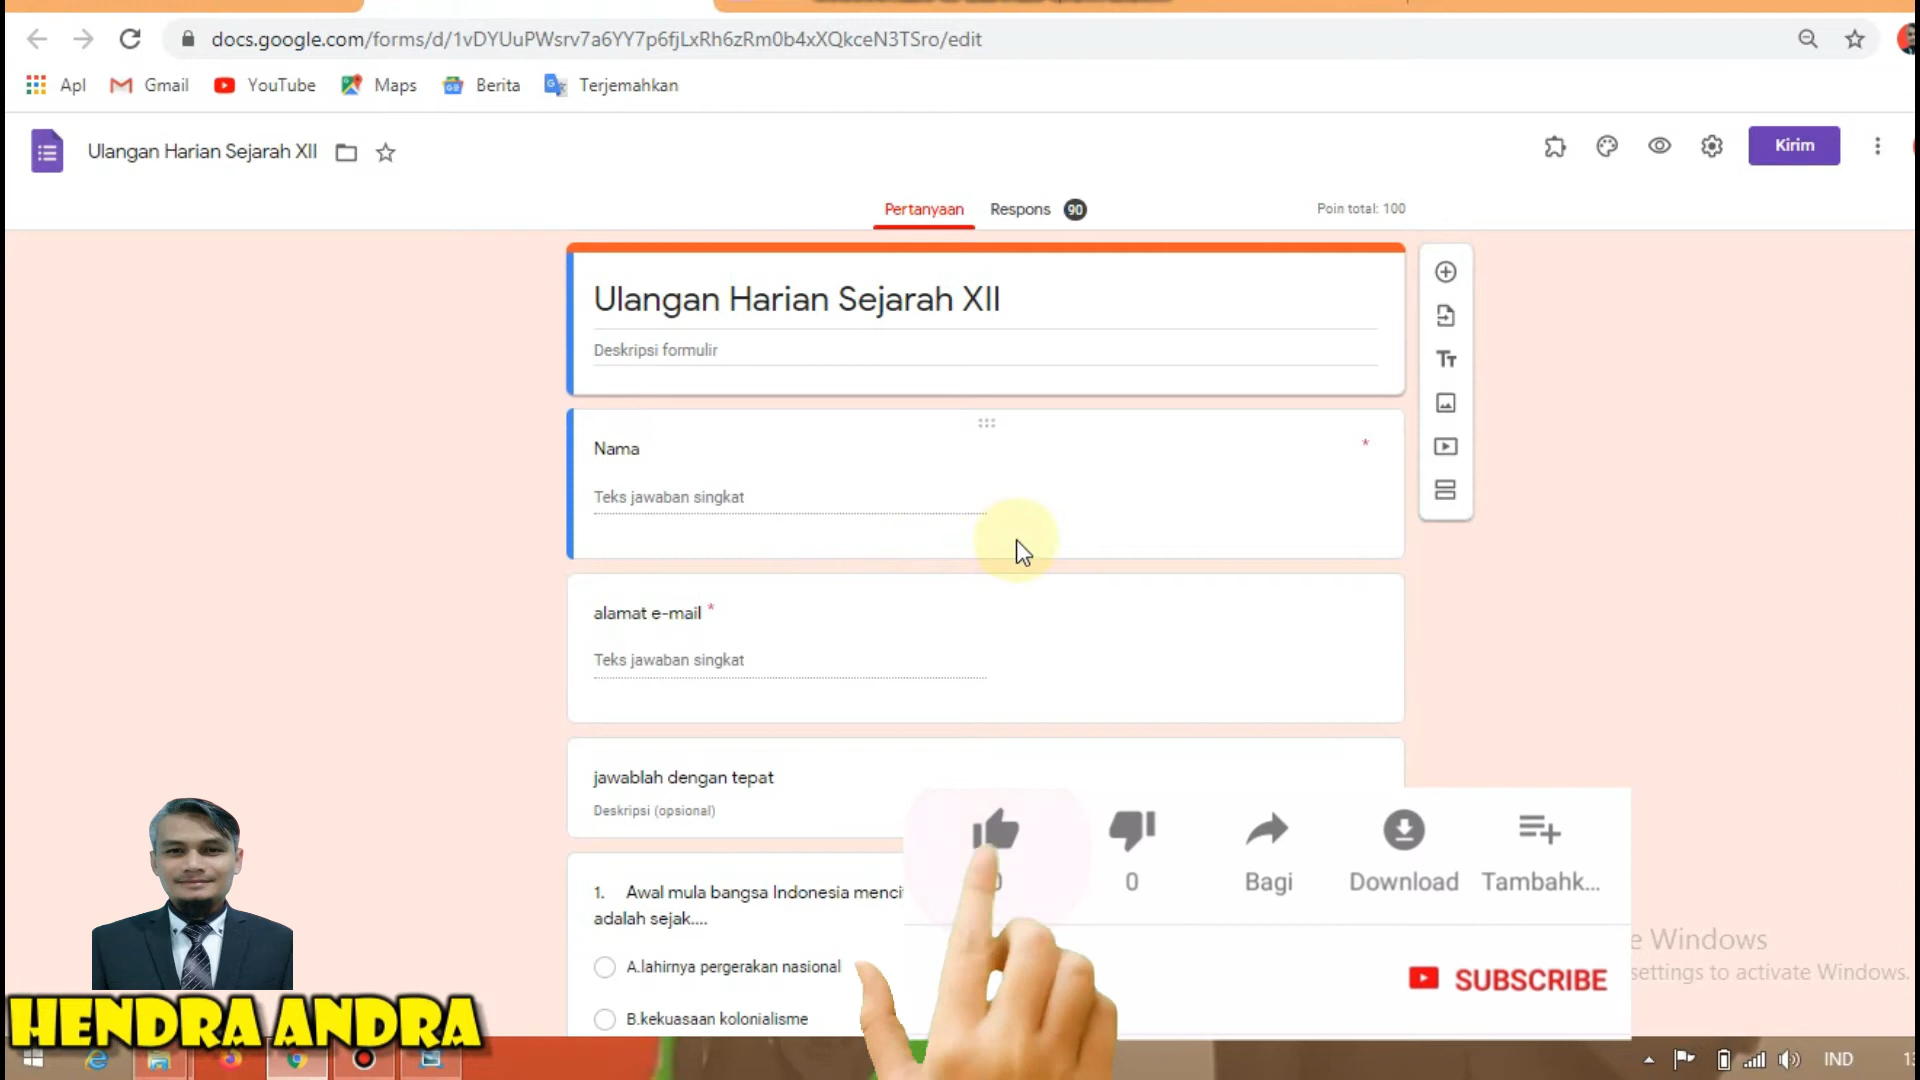 docs.google.com/forms/d/1vDYUuPWsrv7a6YY7p6fjLxRh6zRm0b4xXQkceN3TSro/edit
Apl Gmail YouTube Maps Berita Terjemahkan
Ulangan Harian Sejarah XII
Kirim
Pertanyaan Respons 90 Poin total: 100
Ulangan Harian Sejarah XII
Deskripsi formulir
Nama *
Teks jawaban singkat
alamat e-mail *
Teks jawaban singkat
jawablah dengan tepat
Deskripsi (opsional)
1. Awal mula bangsa Indonesia
adalah sejak....
A.lahirnya pergerakan nasional
B.kekuasaan kolonialisme
0
Bagi
Download
Tambahk...
SUBSCRIBE
Windows
settings to activate Windows.
HENDRA ANDRA
IND